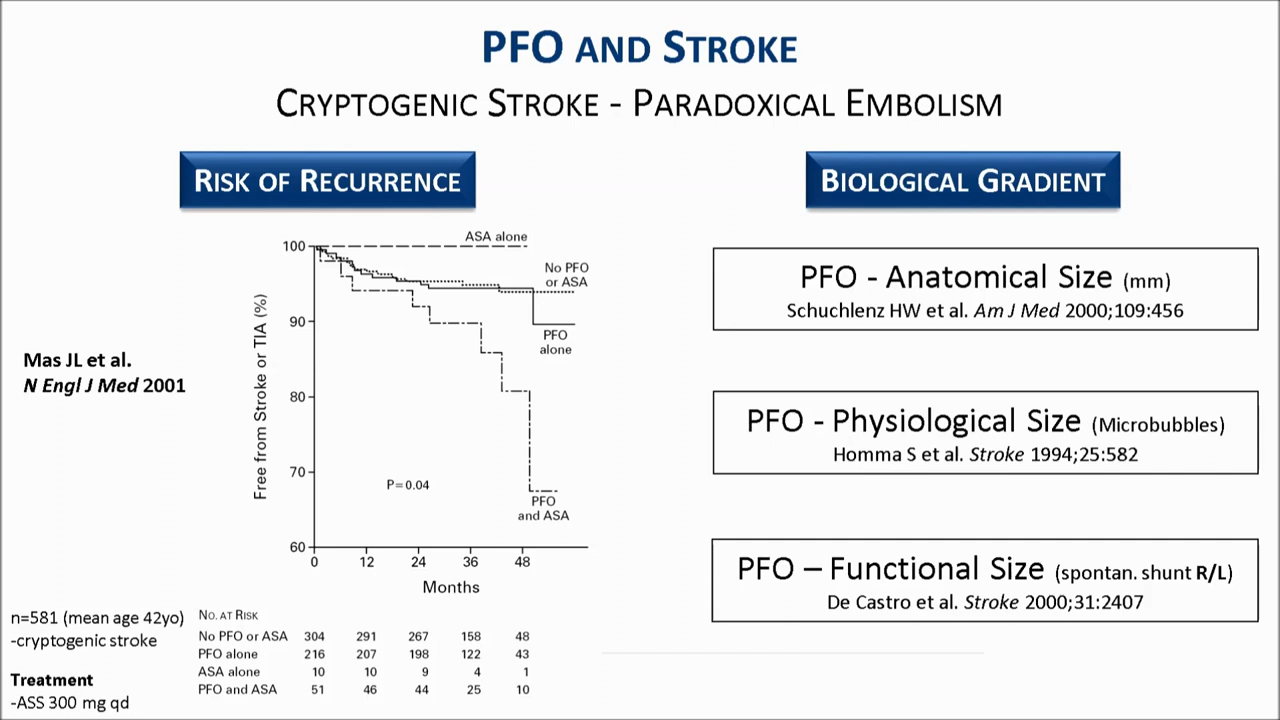 PFO AND STROKE
CRYPTOGENIC STROKE - PARADOXICAL EMBOLISM
RISK OF RECURRENCE
Mas JL et al.
N Engl J Med 2001
Free from Stroke or TIA (%)
100
90
80
70
60
ASA alone
No PFO
or ASA
PFO
alone
P=0.04
PFO
and ASA
0 12 24 36 48
Months
n=581 (mean age 42yo)
-cryptogenic stroke
Treatment
-ASS 300 mg qd
NO. AT RISK
No PFO or ASA 304 291 267 158 48
PFO alone 216 207 198 122 43
ASA alone 10 10 9 4 1
PFO and ASA 51 46 44 25 10
BIOLOGICAL GRADIENT
PFO - Anatomical Size (mm)
Schuchlenz HW et al. Am J Med 2000;109:456
PFO - Physiological Size (Microbubbles)
Homma S et al. Stroke 1994;25:582
PFO – Functional Size (spontan. shunt R/L)
De Castro et al. Stroke 2000;31:2407